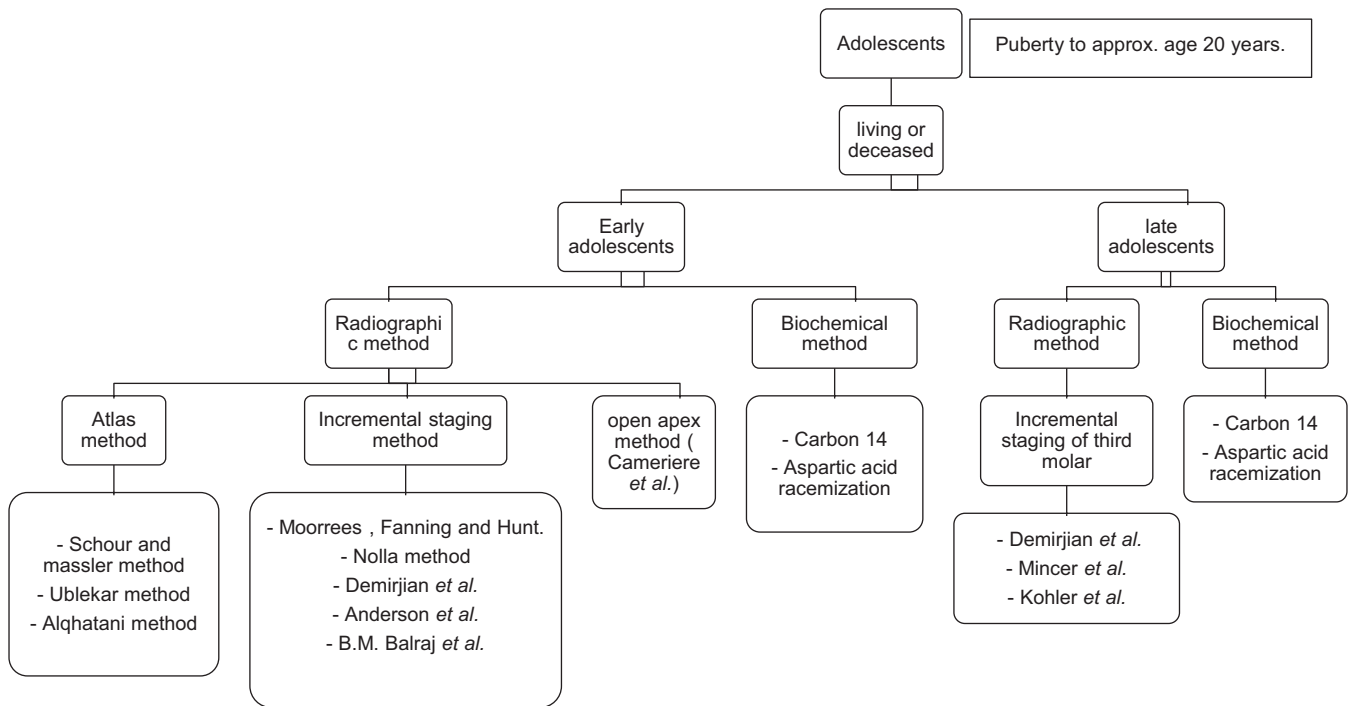 Adolescents
Puberty to approx. age 20 years.
living or
deceased
Early
adolescents
late
adolescents
Radiographi
c method
Biochemical
method
Radiographic
method
Biochemical
method
Atlas
method
Incremental staging
method
open apex
method (
Cameriere
et al.)
- Carbon 14
- Aspartic acid
racemization
Incremental
staging of third
molar
- Carbon 14
- Aspartic acid
racemization
- Schour and
massler method
- Ublekar method
- Alqhatani method
- Moorrees , Fanning and Hunt.
- Nolla method
- Demirjian et al.
- Anderson et al.
- B.M. Balraj et al.
- Demirjian et al.
- Mincer et al.
- Kohler et al.